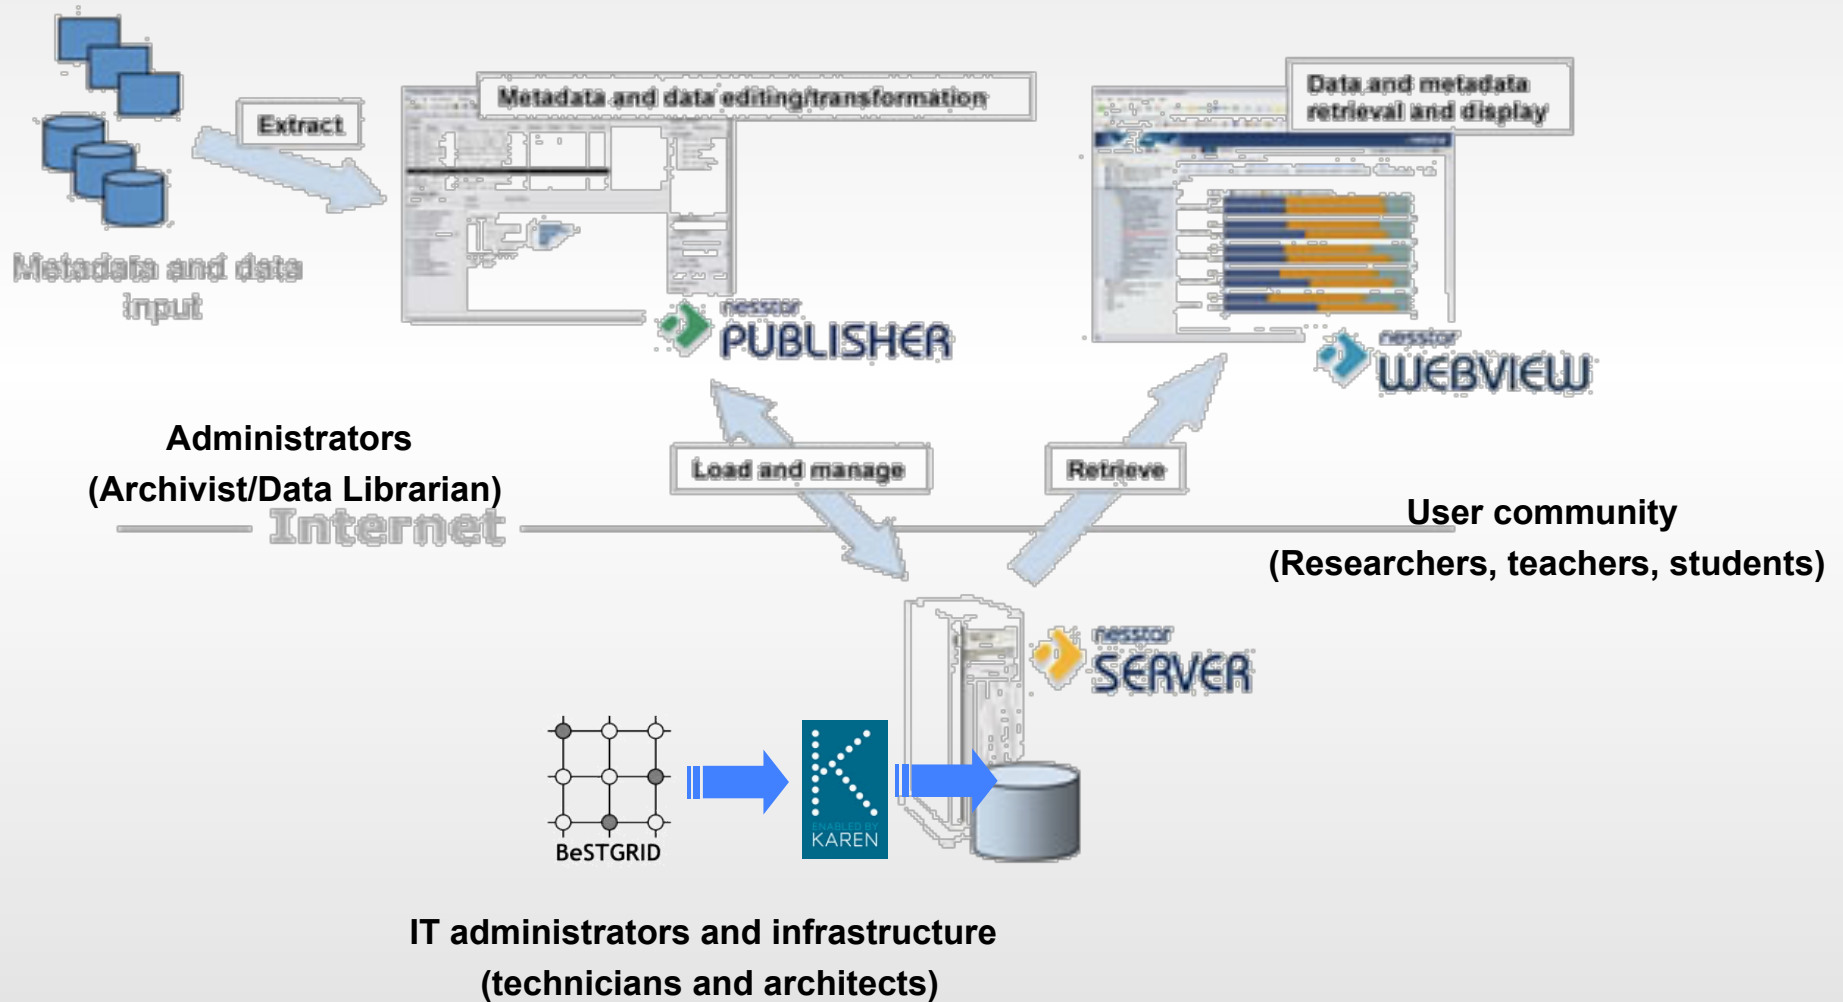 Metadata and data editing/transformation
Data and metadata
retrieval and display
Extract
Metadata and data
input
nesstor
PUBLISHER
nesstor
WEBVIEW
Administrators
(Archivist/Data Librarian)
Load and manage
Retrieve
Internet
User community
(Researchers, teachers, students)
nesstor
SERVER
ENABLED BY
KAREN
BeSTGRID
IT administrators and infrastructure
(technicians and architects)